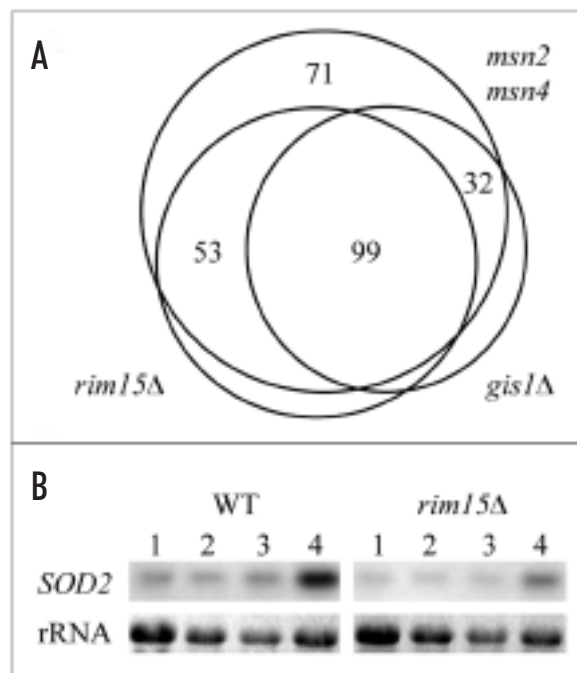 A
71
msn2
msn4
32
53
99
rim15Δ
gis1Δ
B
WT
rim15Δ
1 2 3 4 1 2 3 4
SOD2
rRNA